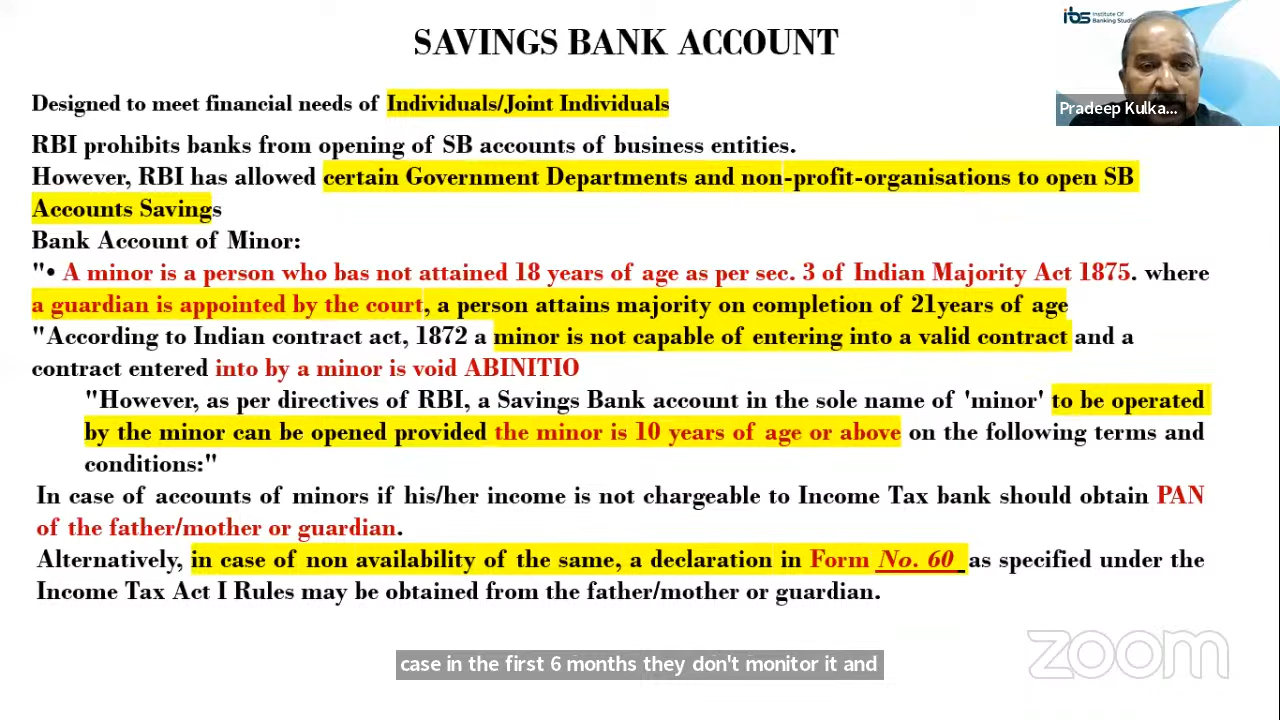 SAVINGS BANK ACCOUNT
ibs Institute Of
Banking Studies
Pradeep Kulka...
Designed to meet financial needs of Individuals/Joint Individuals
RBI prohibits banks from opening of SB accounts of business entities.
However, RBI has allowed certain Government Departments and non-profit-organisations to open SB
Accounts Savings
Bank Account of Minor:
"• A minor is a person who bas not attained 18 years of age as per sec. 3 of Indian Majority Act 1875. where
a guardian is appointed by the court, a person attains majority on completion of 21years of age
"According to Indian contract act, 1872 a minor is not capable of entering into a valid contract and a
contract entered into by a minor is void ABINITIO
"However, as per directives of RBI, a Savings Bank account in the sole name of 'minor' to be operated
by the minor can be opened provided the minor is 10 years of age or above on the following terms and
conditions:"
In case of accounts of minors if his/her income is not chargeable to Income Tax bank should obtain PAN
of the father/mother or guardian.
Alternatively, in case of non availability of the same, a declaration in Form No. 60 as specified under the
Income Tax Act I Rules may be obtained from the father/mother or guardian.
case in the first 6 months they don't monitor it and
zoom